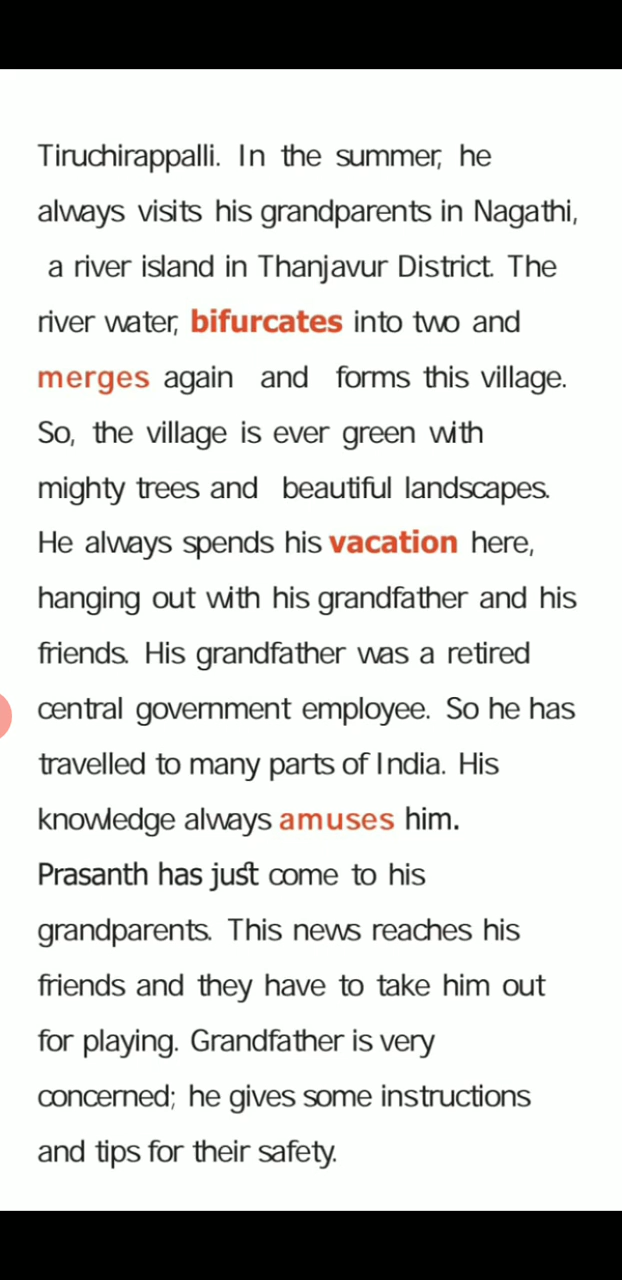 Tiruchirappalli. In the summer, he
always visits his grandparents in Nagathi,
a river island in Thanjavur District. The
river water, bifurcates into two and
merges again and forms this village.
So, the village is ever green with
mighty trees and beautiful landscapes.
He always spends his vacation here,
hanging out with his grandfather and his
friends. His grandfather was a retired
central government employee. So he has
travelled to many parts of India. His
knowledge always amuses him.
Prasanth has just come to his
grandparents. This news reaches his
friends and they have to take him out
for playing. Grandfather is very
concerned; he gives some instructions
and tips for their safety.